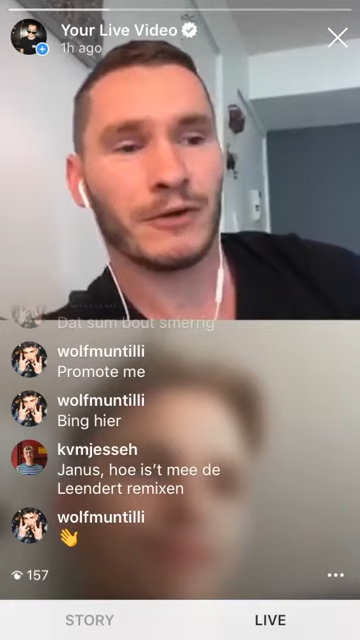 Your Live Video
1h ago
Dat sum bout smerrig
wolfmuntilli
Promote me
wolfmuntilli
Bing hier
kvmjesseh
Janus, hoe is't mee de
Leendert remixen
wolfmuntilli
👋
157
STORY
LIVE